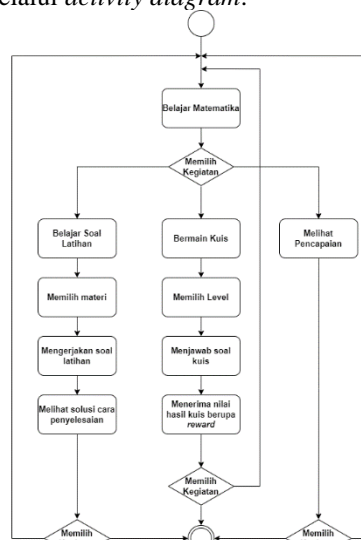 activity diagram.
Belajar Matematika
Memilih
Kegiatan
Belajar Soal
Latihan
Bermain Kuis
Melihat
Pencapaian
Memilih materi
Memilih Level
Mengerjakan soal
latihan
Menjawab soal
kuis
Melihat solusi cara
penyelesaian
Menerima nilai
hasil kuis berupa
reward
Memilih
Kegiatan
Memilih
Memilih